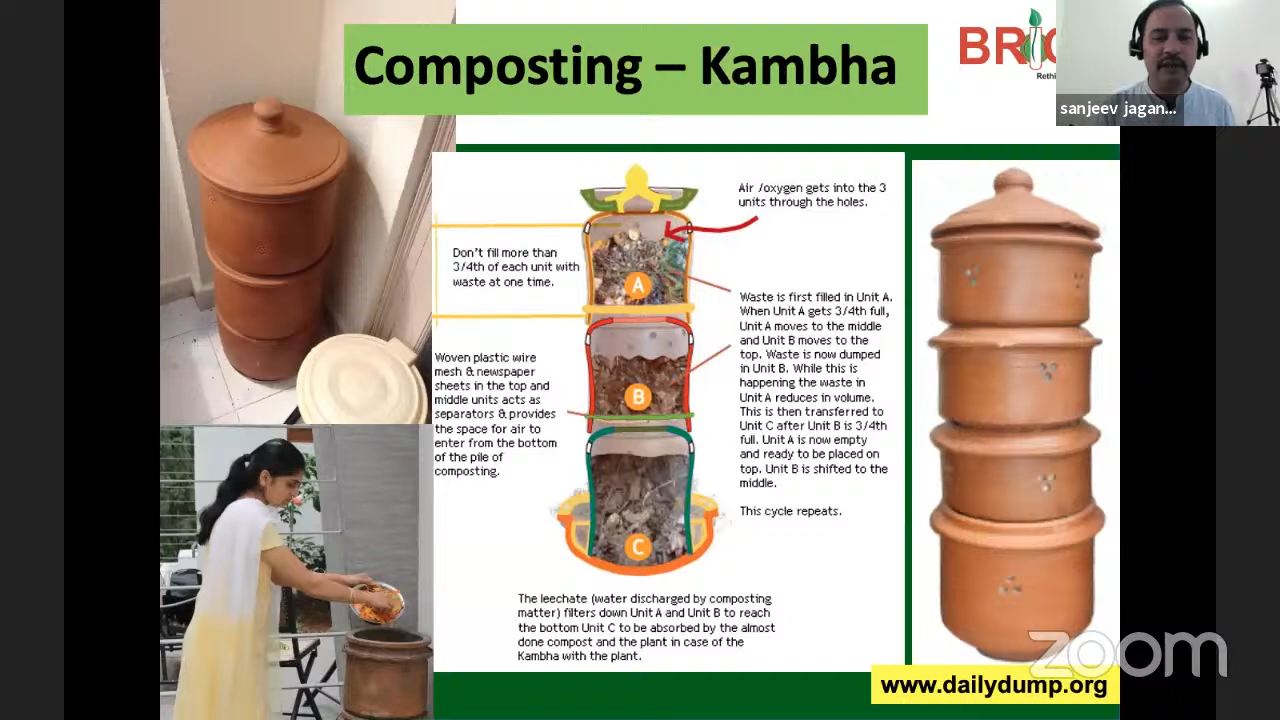 Composting – Kambha
sanjeev jagan...
Air /oxygen gets into the 3
units through the holes.
Don't fill more than
3/4th of each unit with
waste at one time.
A
Waste is first filled in Unit A.
When Unit A gets 3/4th full,
Unit A moves to the middle
and Unit B moves to the
top. Waste is now dumped
in Unit B. While this is
happening the waste in
Unit A reduces in volume.
This is then transferred to
Unit C after Unit B is 3/4th
full. Unit A is now empty
and ready to be placed on
top. Unit B is shifted to the
middle.
This cycle repeats.
Woven plastic wire
mesh & newspaper
sheets in the top and
middle units acts as
separators & provides
the space for air to
enter from the bottom
of the pile of
composting.
B
C
The leechate (water discharged by composting
matter) filters down Unit A and Unit B to reach
the bottom Unit C to be absorbed by the almost
done compost and the plant in case of the
Kambha with the plant.
zoom
www.dailydump.org